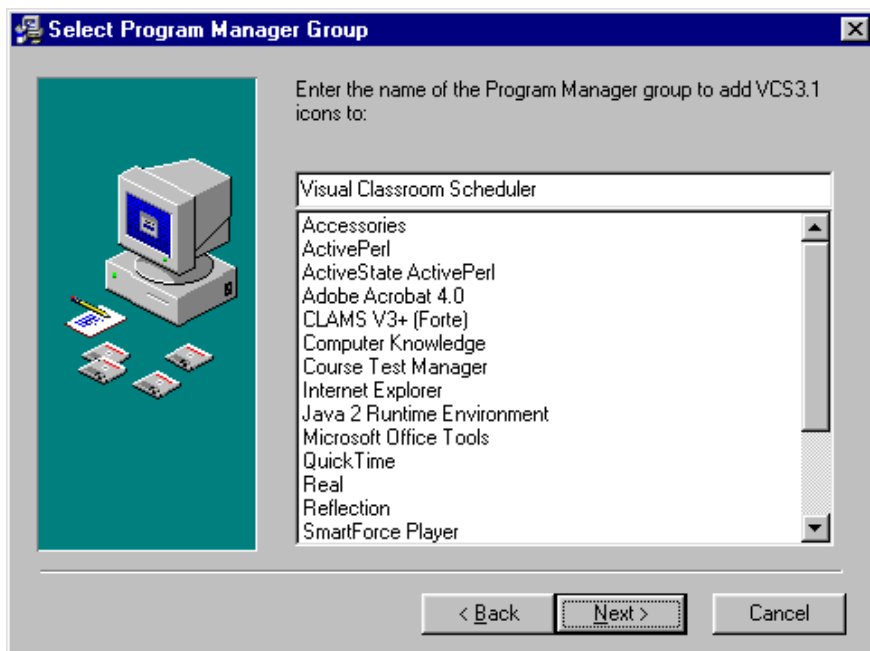 Select Program Manager Group
Enter the name of the Program Manager group to add VCS3.1
icons to:
Visual Classroom Scheduler
Accessories
ActivePerl
ActiveState ActivePerl
Adobe Acrobat 4.0
CLAMS V3+ (Forte)
Computer Knowledge
Course Test Manager
Internet Explorer
Java 2 Runtime Environment
Microsoft Office Tools
QuickTime
Real
Reflection
SmartForce Player
< Back
Next >
Cancel